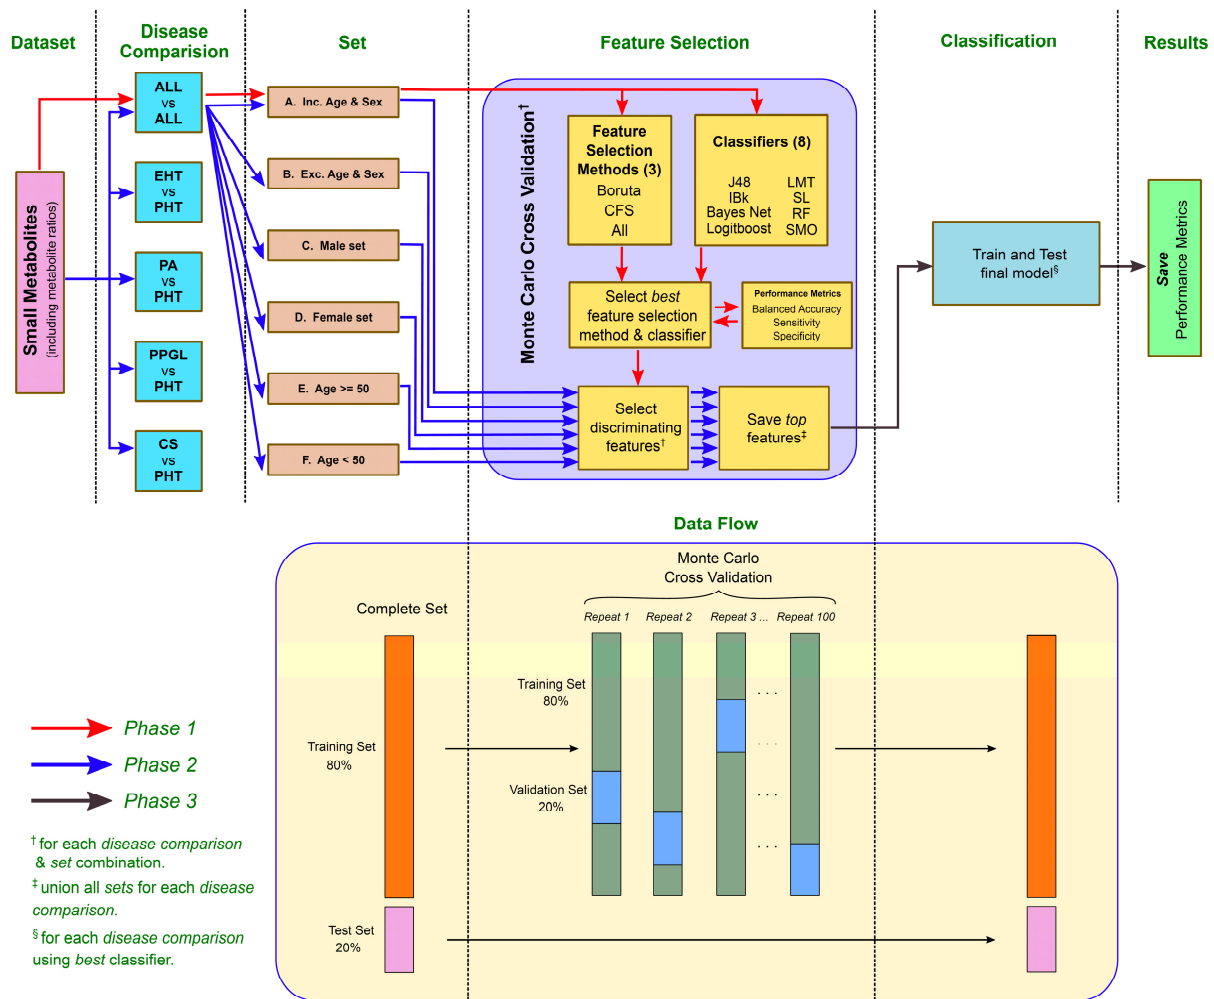 Dataset
Disease
Comparision
Set
Feature Selection
Classification
Results
Small Metabolites
(including metabolite ratios)
ALL
vs
ALL
EHT
vs
PHT
PA
vs
PHT
PPGL
vs
PHT
CS
vs
PHT
A. Inc. Age & Sex
B. Exc. Age & Sex
C. Male set
D. Female set
E. Age >= 50
F. Age < 50
Monte Carlo Cross Validation†
Feature
Selection
Methods (3)
Boruta
CFS
All
Classifiers (8)
J48 LMT
IBk SL
Bayes Net RF
Logitboost SMO
Select best
feature selection
method & classifier
Performance Metrics
Balanced Accuracy
Sensitivity
Specificity
Select
discriminating
features†
Save top
features‡
Train and Test
final model§
Save
Performance Metrics
Data Flow
Monte Carlo
Cross Validation
Complete Set
Repeat 1 Repeat 2 Repeat 3 ... Repeat 100
Training Set
80%
. . .
Training Set
80%
. . .
Validation Set
20%
. . .
. . .
Test Set
20%
Phase 1
Phase 2
Phase 3
† for each disease comparison
& set combination.
‡ union all sets for each disease
comparison.
§ for each disease comparison
using best classifier.